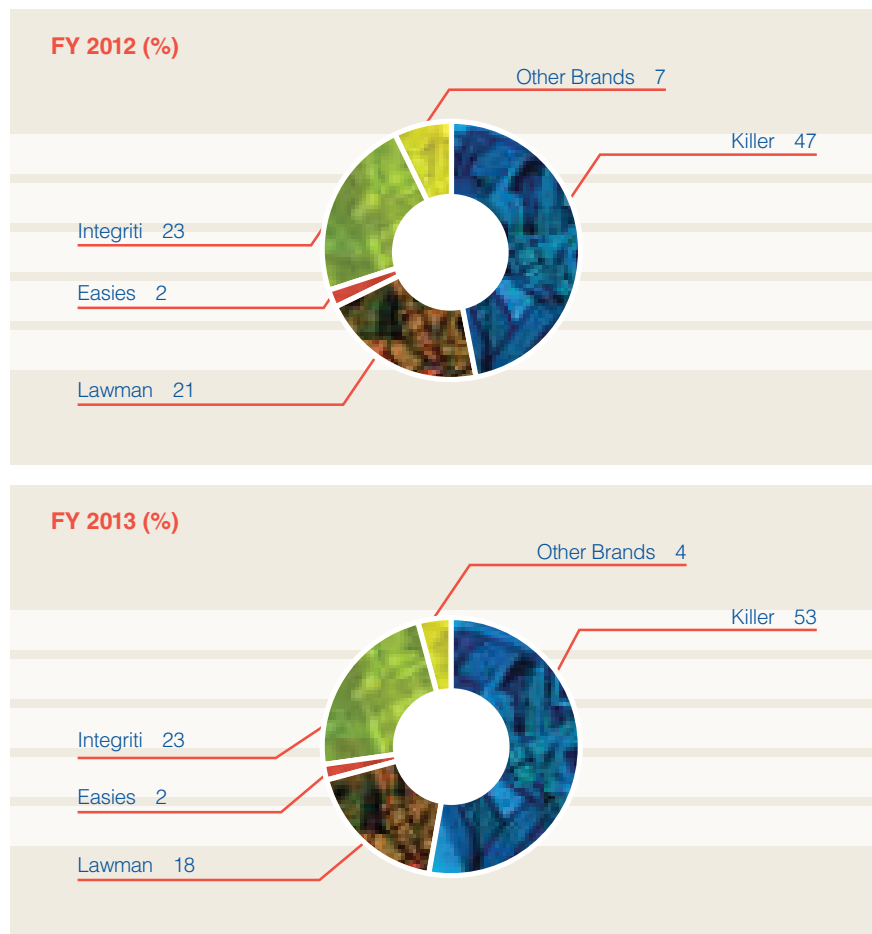 FY 2012 (%)
Other Brands 7
Killer 47
Integriti 23
Easies 2
Lawman 21
FY 2013 (%)
Other Brands 4
Killer 53
Integriti 23
Easies 2
Lawman 18